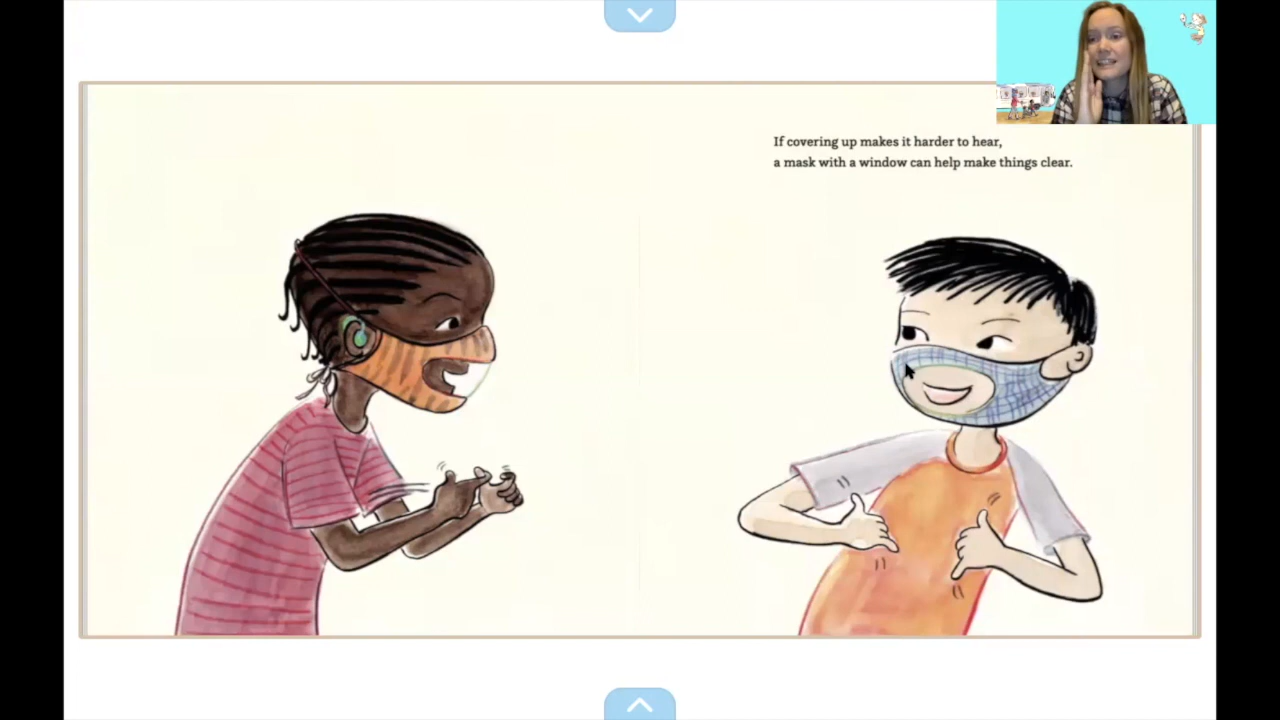 If covering up makes it harder to hear,
a mask with a window can help make things clear.